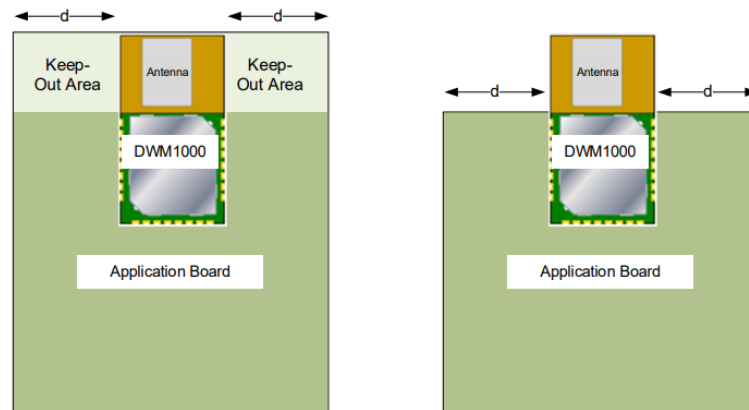 d
d
Keep-
Out Area
Antenna
Keep-
Out Area
DWM1000
Application Board
d
d
Antenna
DWM1000
Application Board